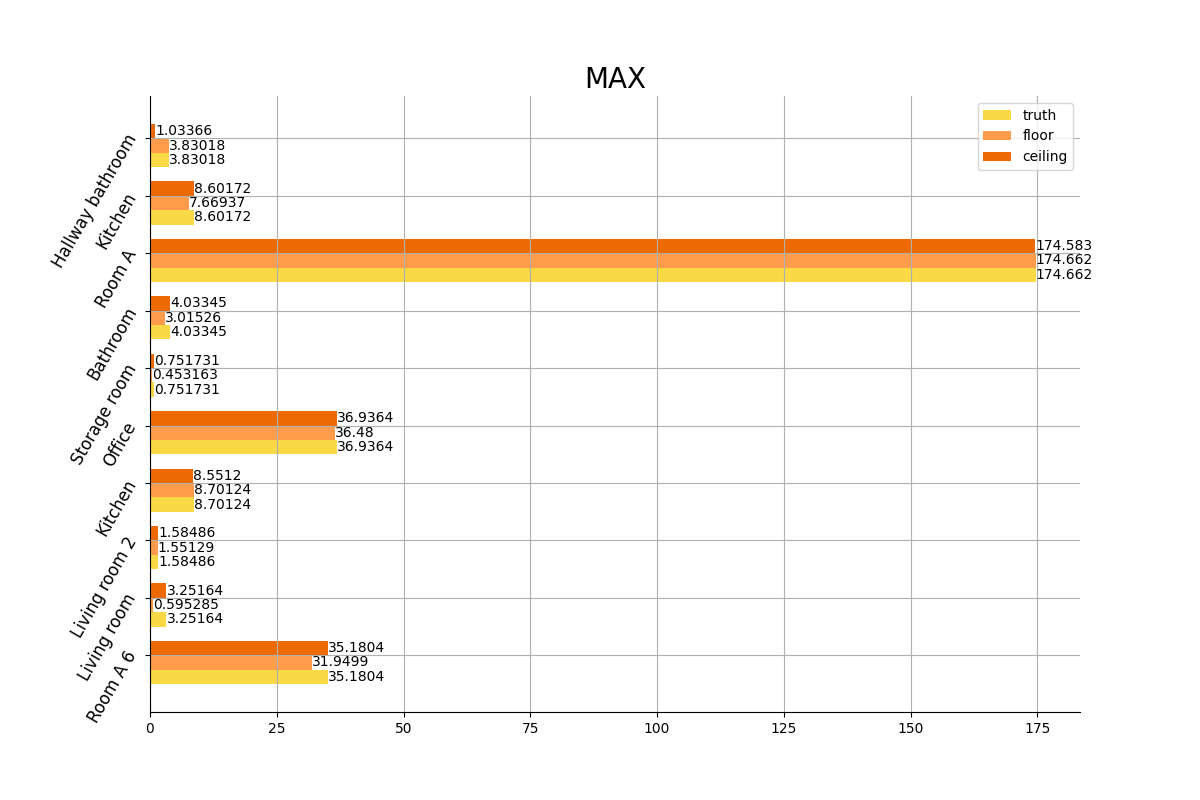 MAX
truth
floor
ceiling
Hallway bathroom
1.03366
3.83018
3.83018
Kitchen
8.60172
7.66937
8.60172
Room A
174.583
174.662
174.662
Bathroom
4.03345
3.01526
4.03345
Storage room
0.751731
0.453163
0.751731
Office
36.9364
36.48
36.9364
Kitchen
8.5512
8.70124
8.70124
Living room 2
1.58486
1.55129
1.58486
Living room
3.25164
0.595285
3.25164
Room A 6
35.1804
31.9499
35.1804
0 25 50 75 100 125 150 175